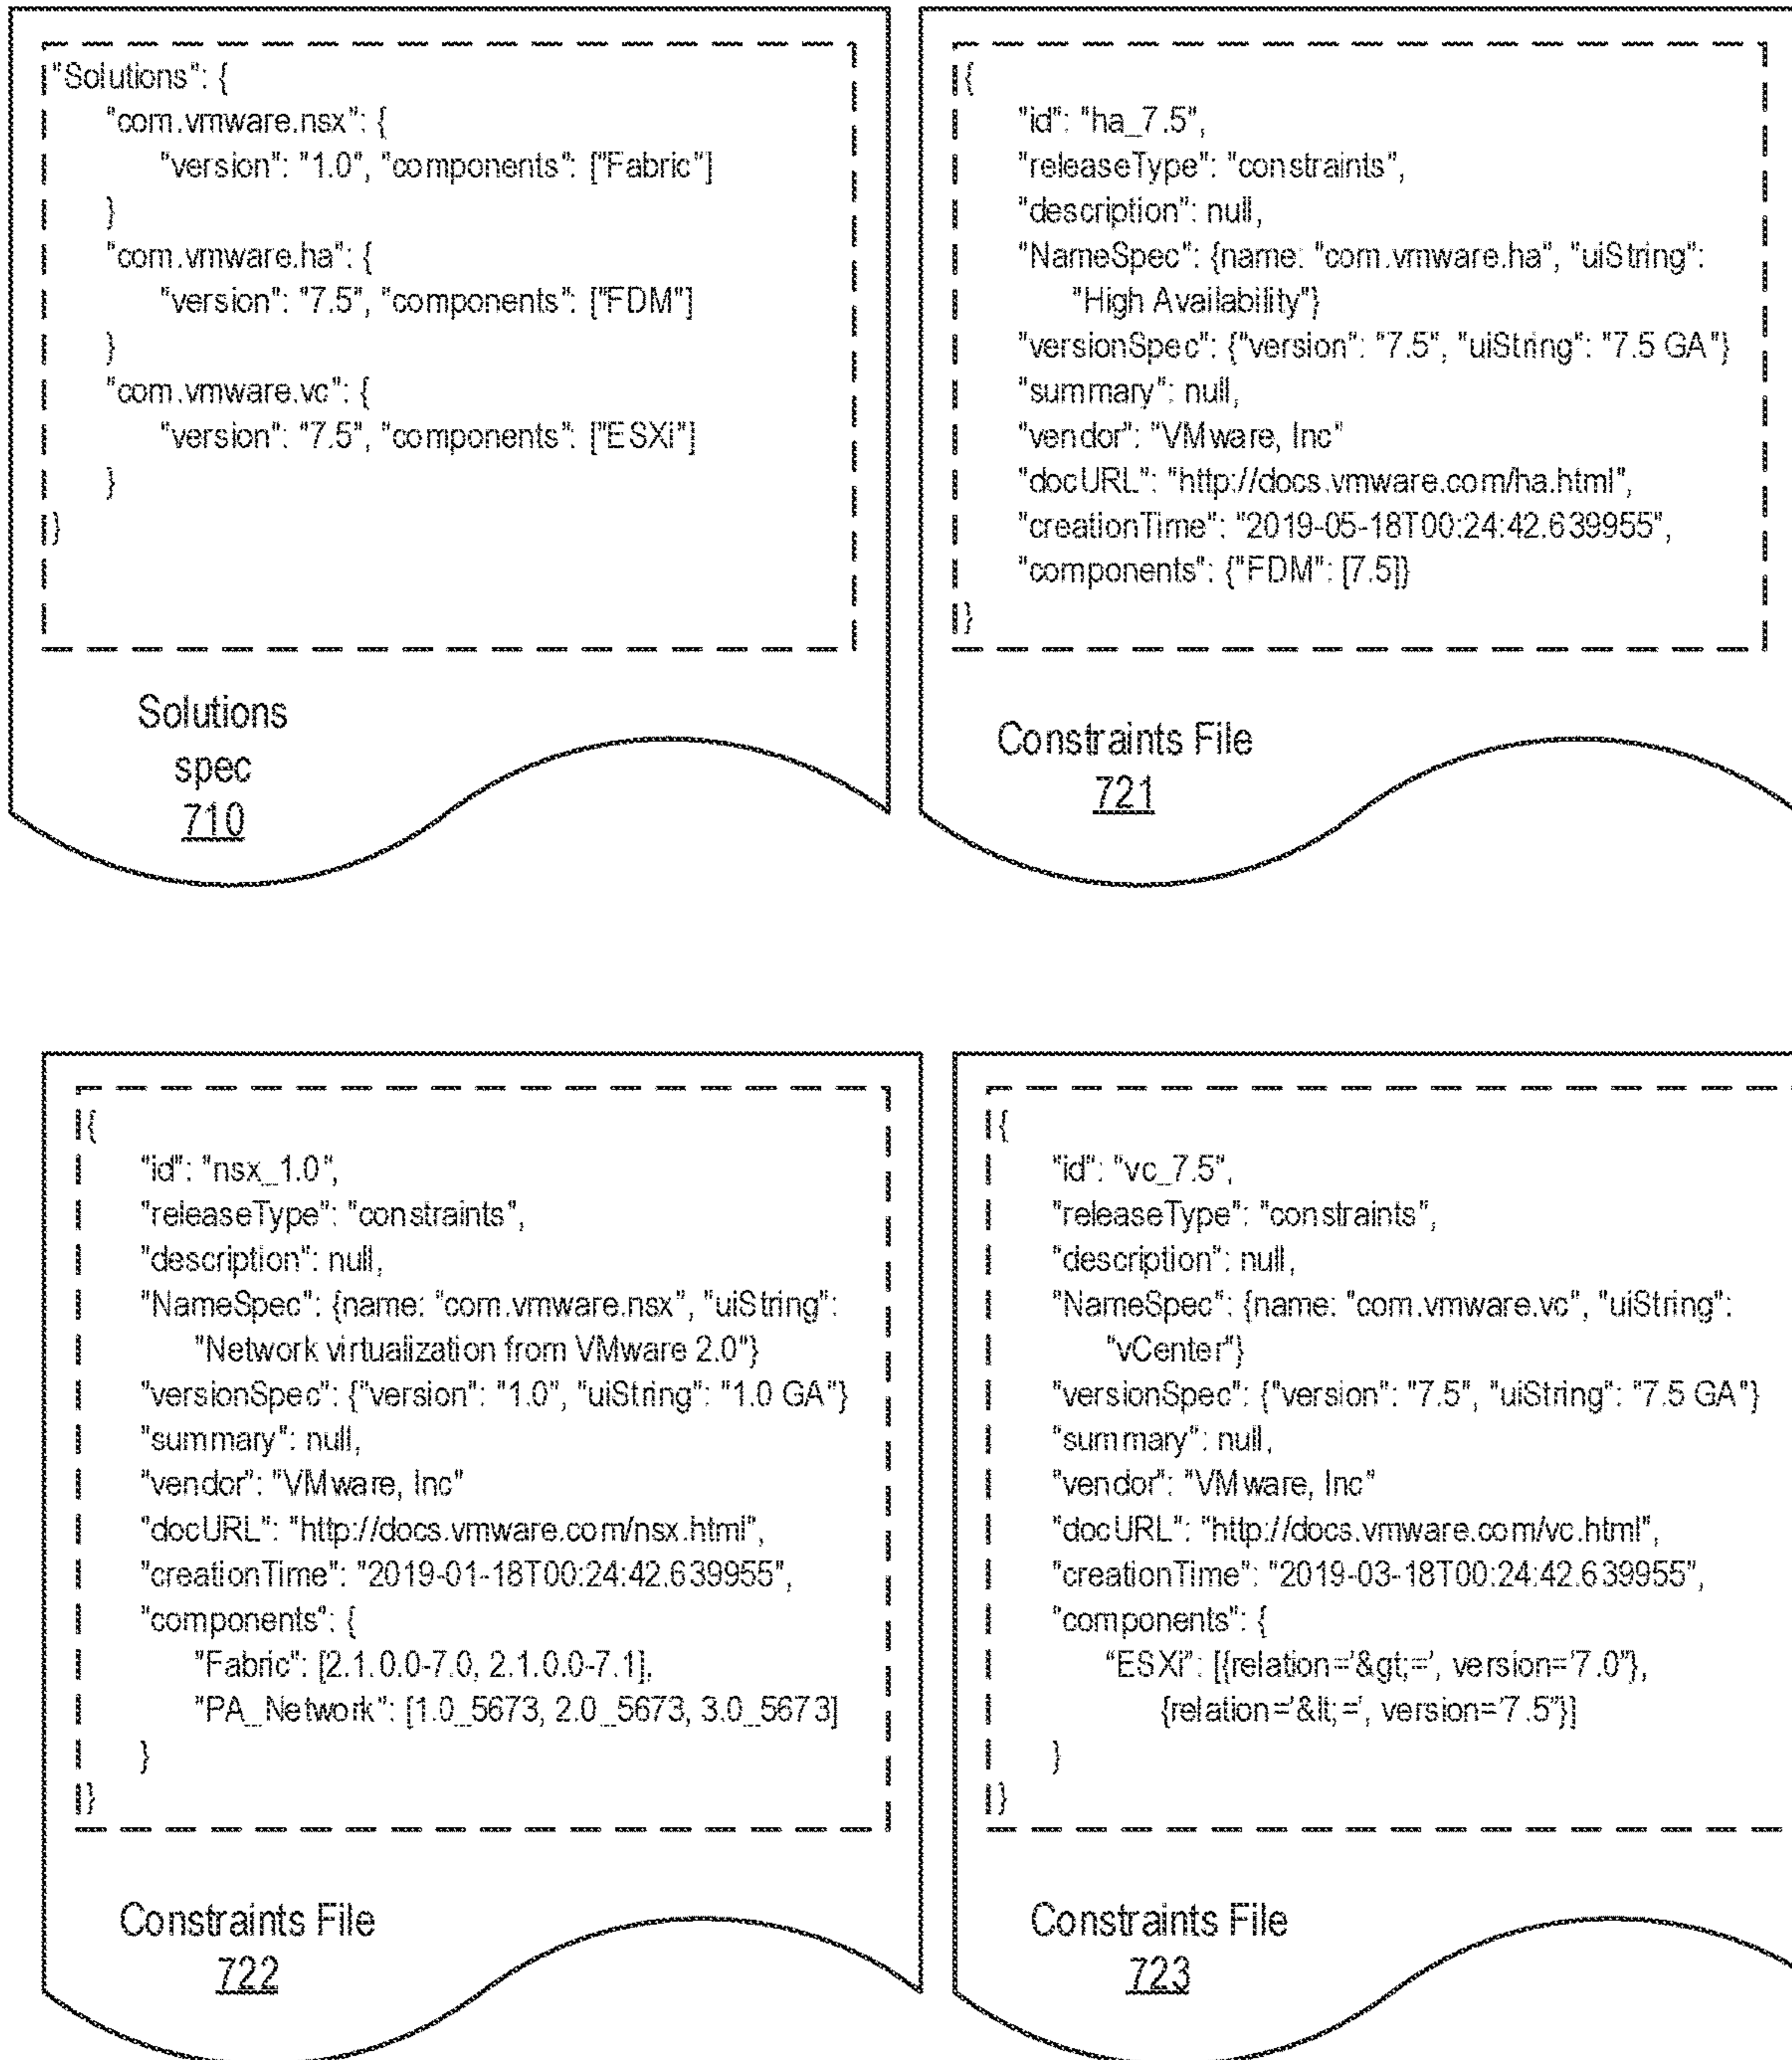 "Solutions": {
"com.vmware.nsx": {
"version": "1.0", "components": ["Fabric"]
}
"com.vmware.ha": {
"version": "7.5", "components": ["FDM"]
}
"com.vmware.vc": {
"version": "7.5", "components": ["ESXi"]
}
}
Solutions
spec
710
{
"id": "ha_7.5",
"releaseType": "constraints",
"description": null,
"NameSpec": {name: "com.vmware.ha", "uiString":
"High Availability"}
"versionSpec": {"version": "7.5", "uiString": "7.5 GA"}
"summary": null,
"vendor": "VMware, Inc"
"docURL": "http://docs.vmware.com/ha.html",
"creationTime": "2019-05-18T00:24:42.639955",
"components": {"FDM": [7.5]}
}
Constraints File
721
{
"id": "nsx_1.0",
"releaseType": "constraints",
"description": null,
"NameSpec": {name: "com.vmware.nsx", "uiString":
"Network virtualization from VMware 2.0"}
"versionSpec": {"version": "1.0", "uiString": "1.0 GA"}
"summary": null,
"vendor": "VMware, Inc"
"docURL": "http://docs.vmware.com/nsx.html",
"creationTime": "2019-01-18T00:24:42.639955",
"components": {
"Fabric": [2.1.0.0-7.0, 2.1.0.0-7.1],
"PA_Network": [1.0_5673, 2.0_5673, 3.0_5673]
}
}
Constraints File
722
{
"id": "vc_7.5",
"releaseType": "constraints",
"description": null,
"NameSpec": {name: "com.vmware.vc", "uiString":
"vCenter"}
"versionSpec": {"version": "7.5", "uiString": "7.5 GA"}
"summary": null,
"vendor": "VMware, Inc"
"docURL": "http://docs.vmware.com/vc.html",
"creationTime": "2019-03-18T00:24:42.639955",
"components": {
"ESXi": [{relation='&gt;=', version='7.0"},
{relation='&lt;=', version='7.5"}]
}
}
Constraints File
723